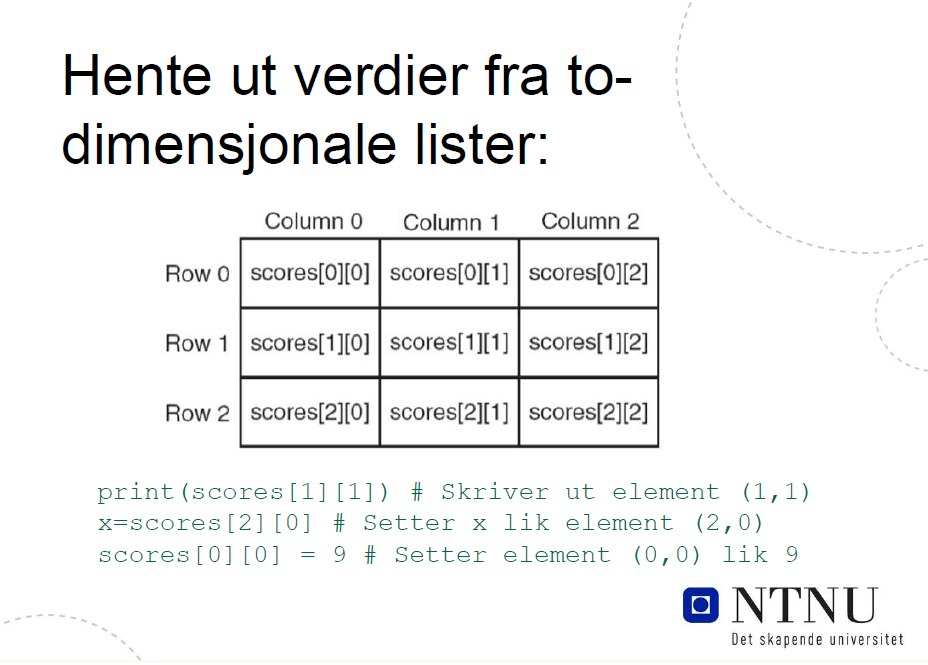 Hente ut verdier fra to-
dimensjonale lister:
Column 0 Column 1 Column 2
Row 0 scores[0][0] scores[0][1] scores[0][2]
Row 1 scores[1][0] scores[1][1] scores[1][2]
Row 2 scores[2][0] scores[2][1] scores[2][2]
print(scores[1][1]) # Skriver ut element (1,1)
x=scores[2][0] # Setter x lik element (2,0)
scores[0][0] = 9 # Setter element (0,0) lik 9
NTNU
Det skapende universitet